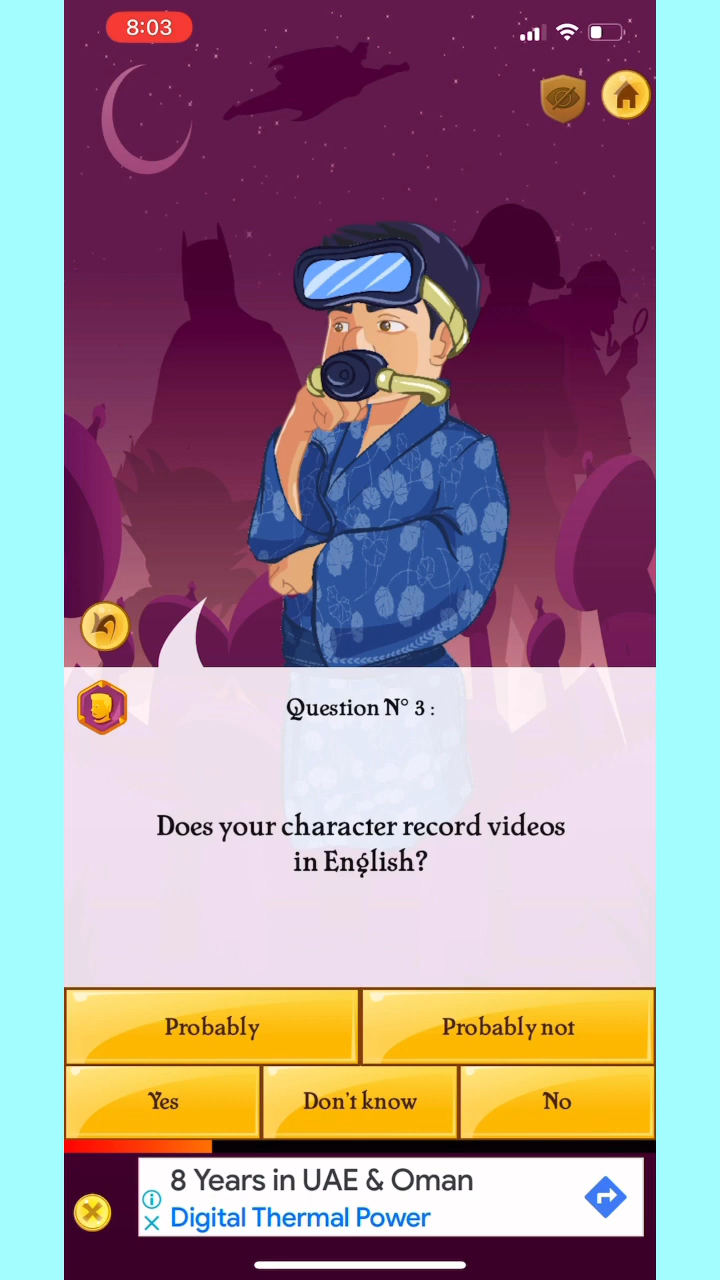 8:03
Question N° 3 :
Does your character record videos
in English?
Probably
Probably not
Yes
Don't know
No
8 Years in UAE & Oman
Digital Thermal Power